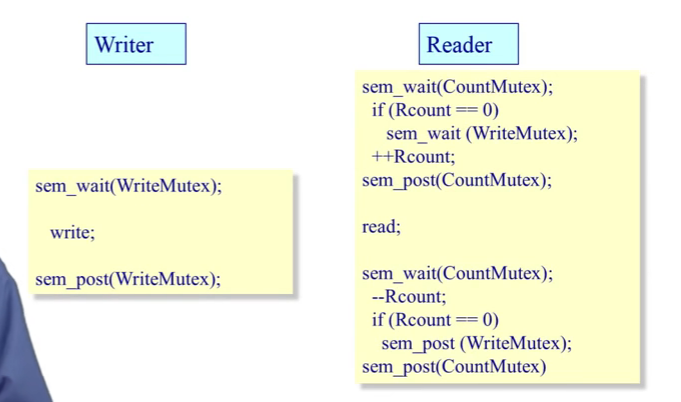 Writer
sem_wait(WriteMutex);
write;
sem_post(WriteMutex);
Reader
sem_wait(CountMutex);
if (Rcount == 0)
sem_wait (WriteMutex);
++Rcount;
sem_post(CountMutex);
read;
sem_wait(CountMutex);
--Rcount;
if (Rcount == 0)
sem_post (WriteMutex);
sem_post(CountMutex)